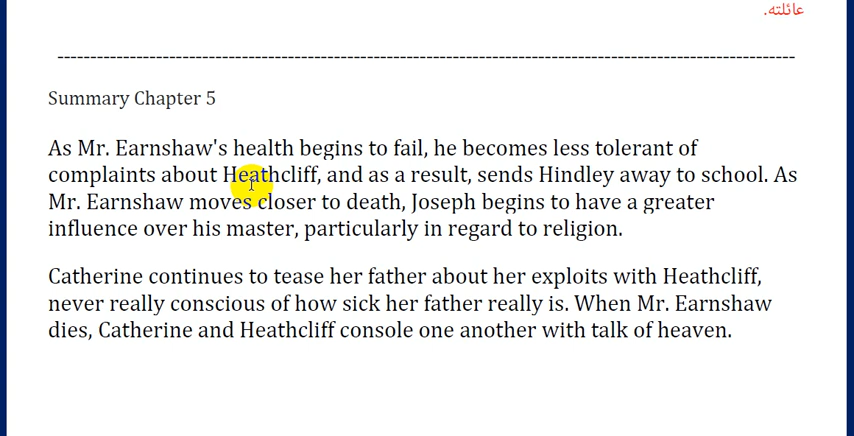 عائلته.
--------------------------------------------------------------------------------------------------------------
Summary Chapter 5
As Mr. Earnshaw's health begins to fail, he becomes less tolerant of
complaints about Heathcliff, and as a result, sends Hindley away to school. As
Mr. Earnshaw moves closer to death, Joseph begins to have a greater
influence over his master, particularly in regard to religion.
Catherine continues to tease her father about her exploits with Heathcliff,
never really conscious of how sick her father really is. When Mr. Earnshaw
dies, Catherine and Heathcliff console one another with talk of heaven.